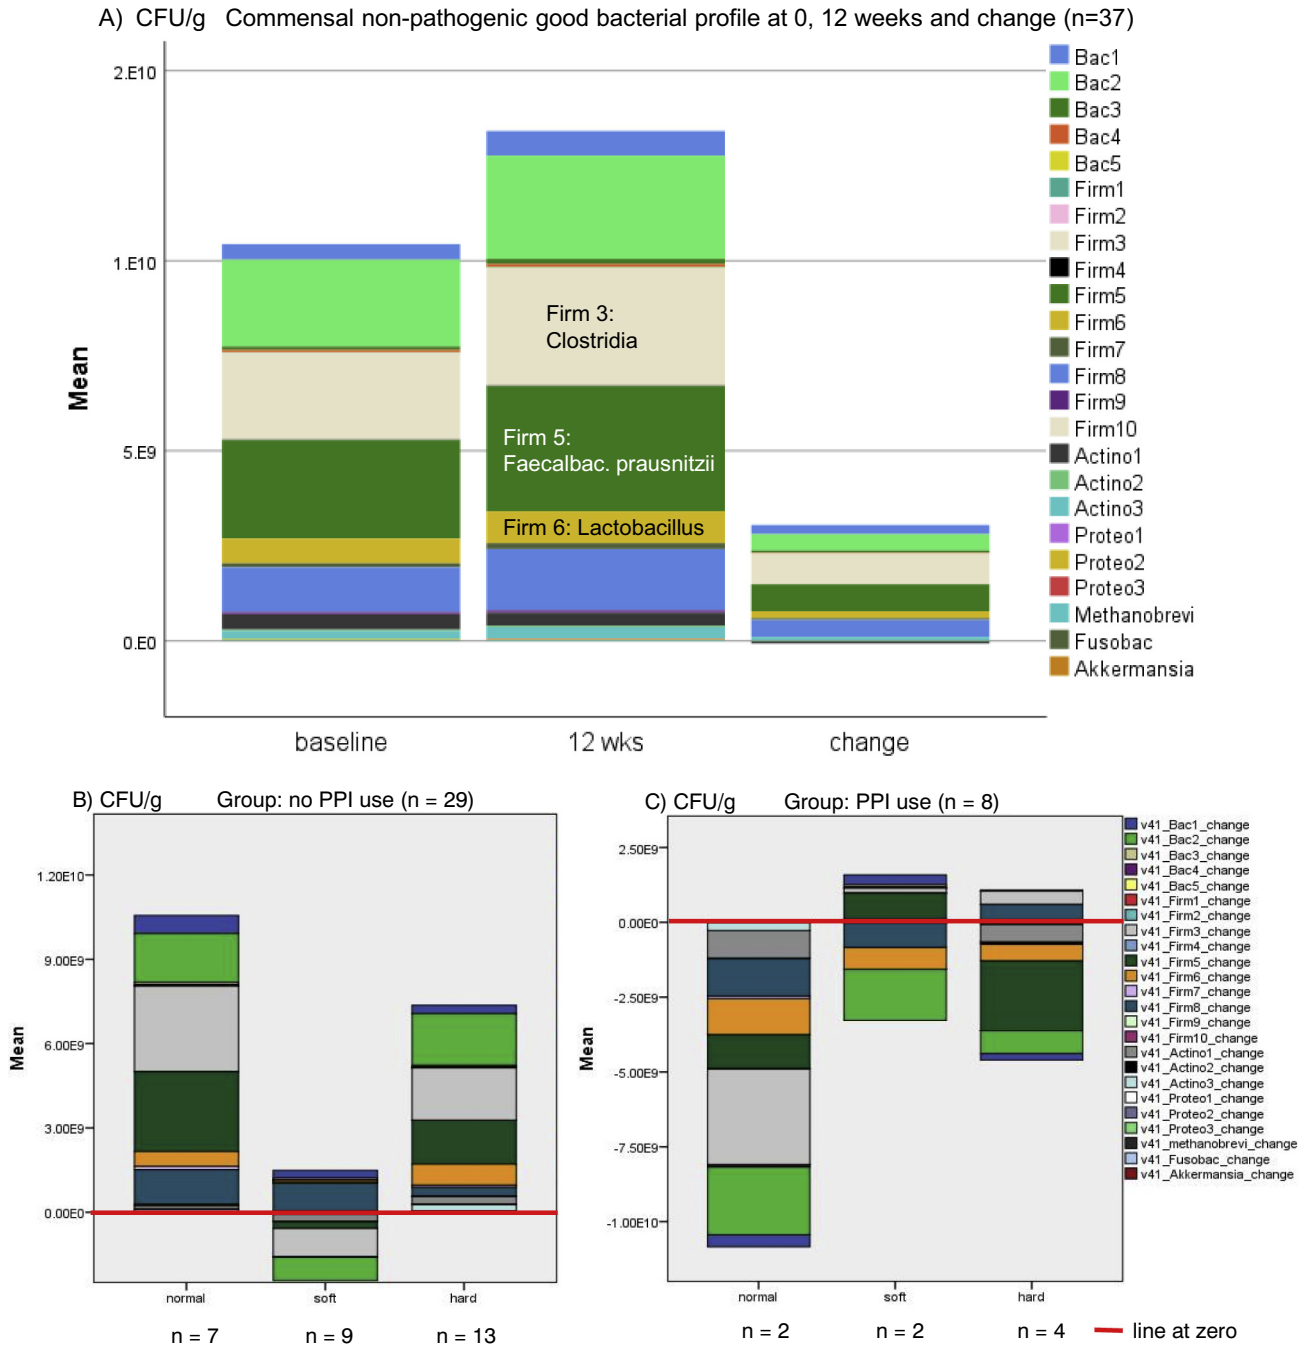 A) CFU/g Commensal non-pathogenic good bacterial profile at 0, 12 weeks and change (n=37)
2.E10
1.E10
5.E9
0.E0
Mean
Firm 3:
Clostridia
Firm 5:
Faecalbac. prausnitzii
Firm 6: Lactobacillus
baseline
12 wks
change
Bac1
Bac2
Bac3
Bac4
Bac5
Firm1
Firm2
Firm3
Firm4
Firm5
Firm6
Firm7
Firm8
Firm9
Firm10
Actino1
Actino2
Actino3
Proteo1
Proteo2
Proteo3
Methanobrevi
Fusobac
Akkermansia
B) CFU/g Group: no PPI use (n = 29)
1.20E10
9.00E9
6.00E9
3.00E9
0.00E0
Mean
normal
soft
hard
n = 7
n = 9
n = 13
C) CFU/g Group: PPI use (n = 8)
2.50E9
0.00E0
-2.50E9
-5.00E9
-7.50E9
-1.00E10
Mean
normal
soft
hard
n = 2
n = 2
n = 4
line at zero
v41_Bac1_change
v41_Bac2_change
v41_Bac3_change
v41_Bac4_change
v41_Bac5_change
v41_Firm1_change
v41_Firm2_change
v41_Firm3_change
v41_Firm4_change
v41_Firm5_change
v41_Firm6_change
v41_Firm7_change
v41_Firm8_change
v41_Firm9_change
v41_Firm10_change
v41_Actino1_change
v41_Actino2_change
v41_Actino3_change
v41_Proteo1_change
v41_Proteo2_change
v41_Proteo3_change
v41_methanobrevi_change
v41_Fusobac_change
v41_Akkermansia_change